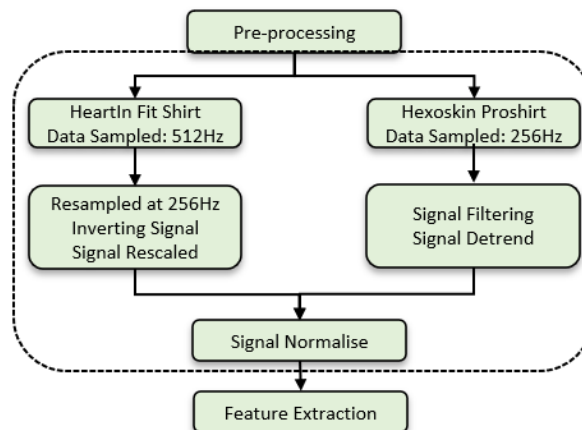 Pre-processing
HeartIn Fit Shirt
Data Sampled: 512Hz
Hexoskin Proshirt
Data Sampled: 256Hz
Resampled at 256Hz
Inverting Signal
Signal Rescaled
Signal Filtering
Signal Detrend
Signal Normalise
Feature Extraction